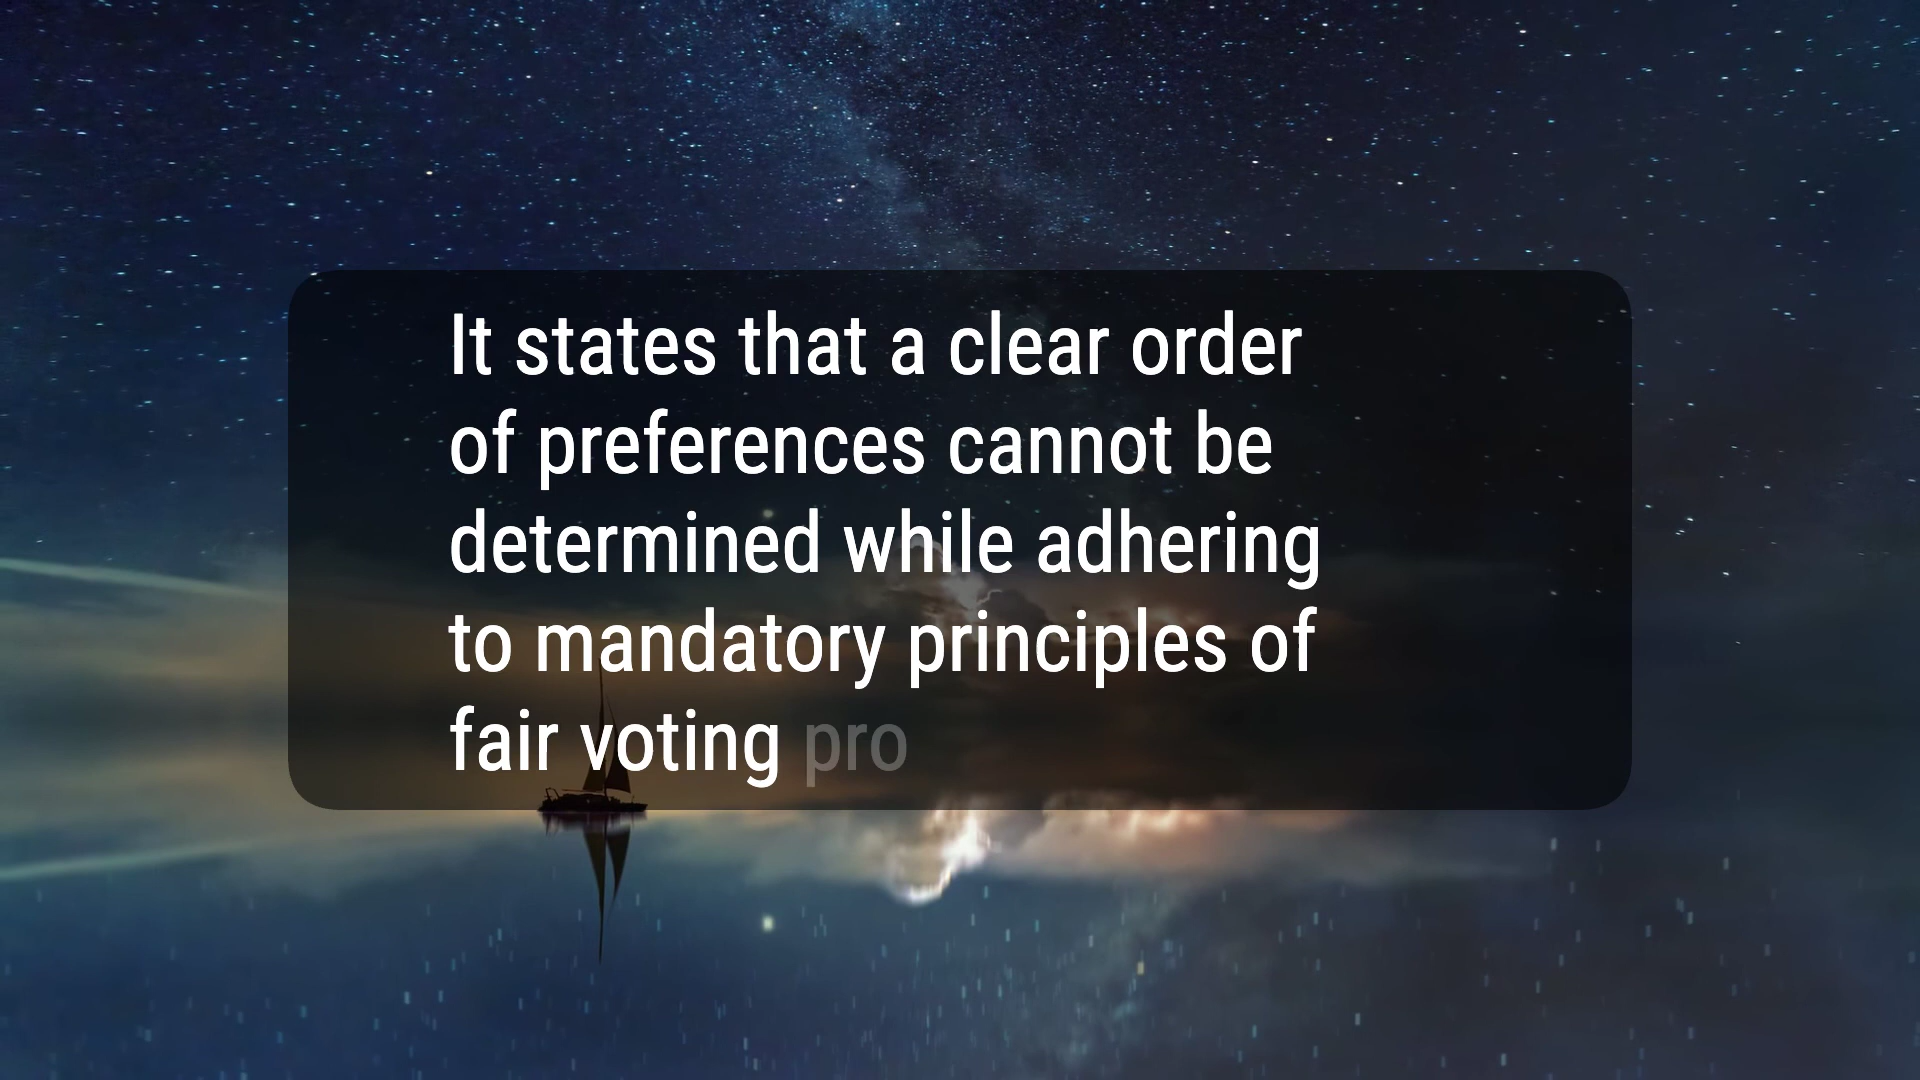 It states that a clear order
of preferences cannot be
determined while adhering
to mandatory principles of
fair voting pro